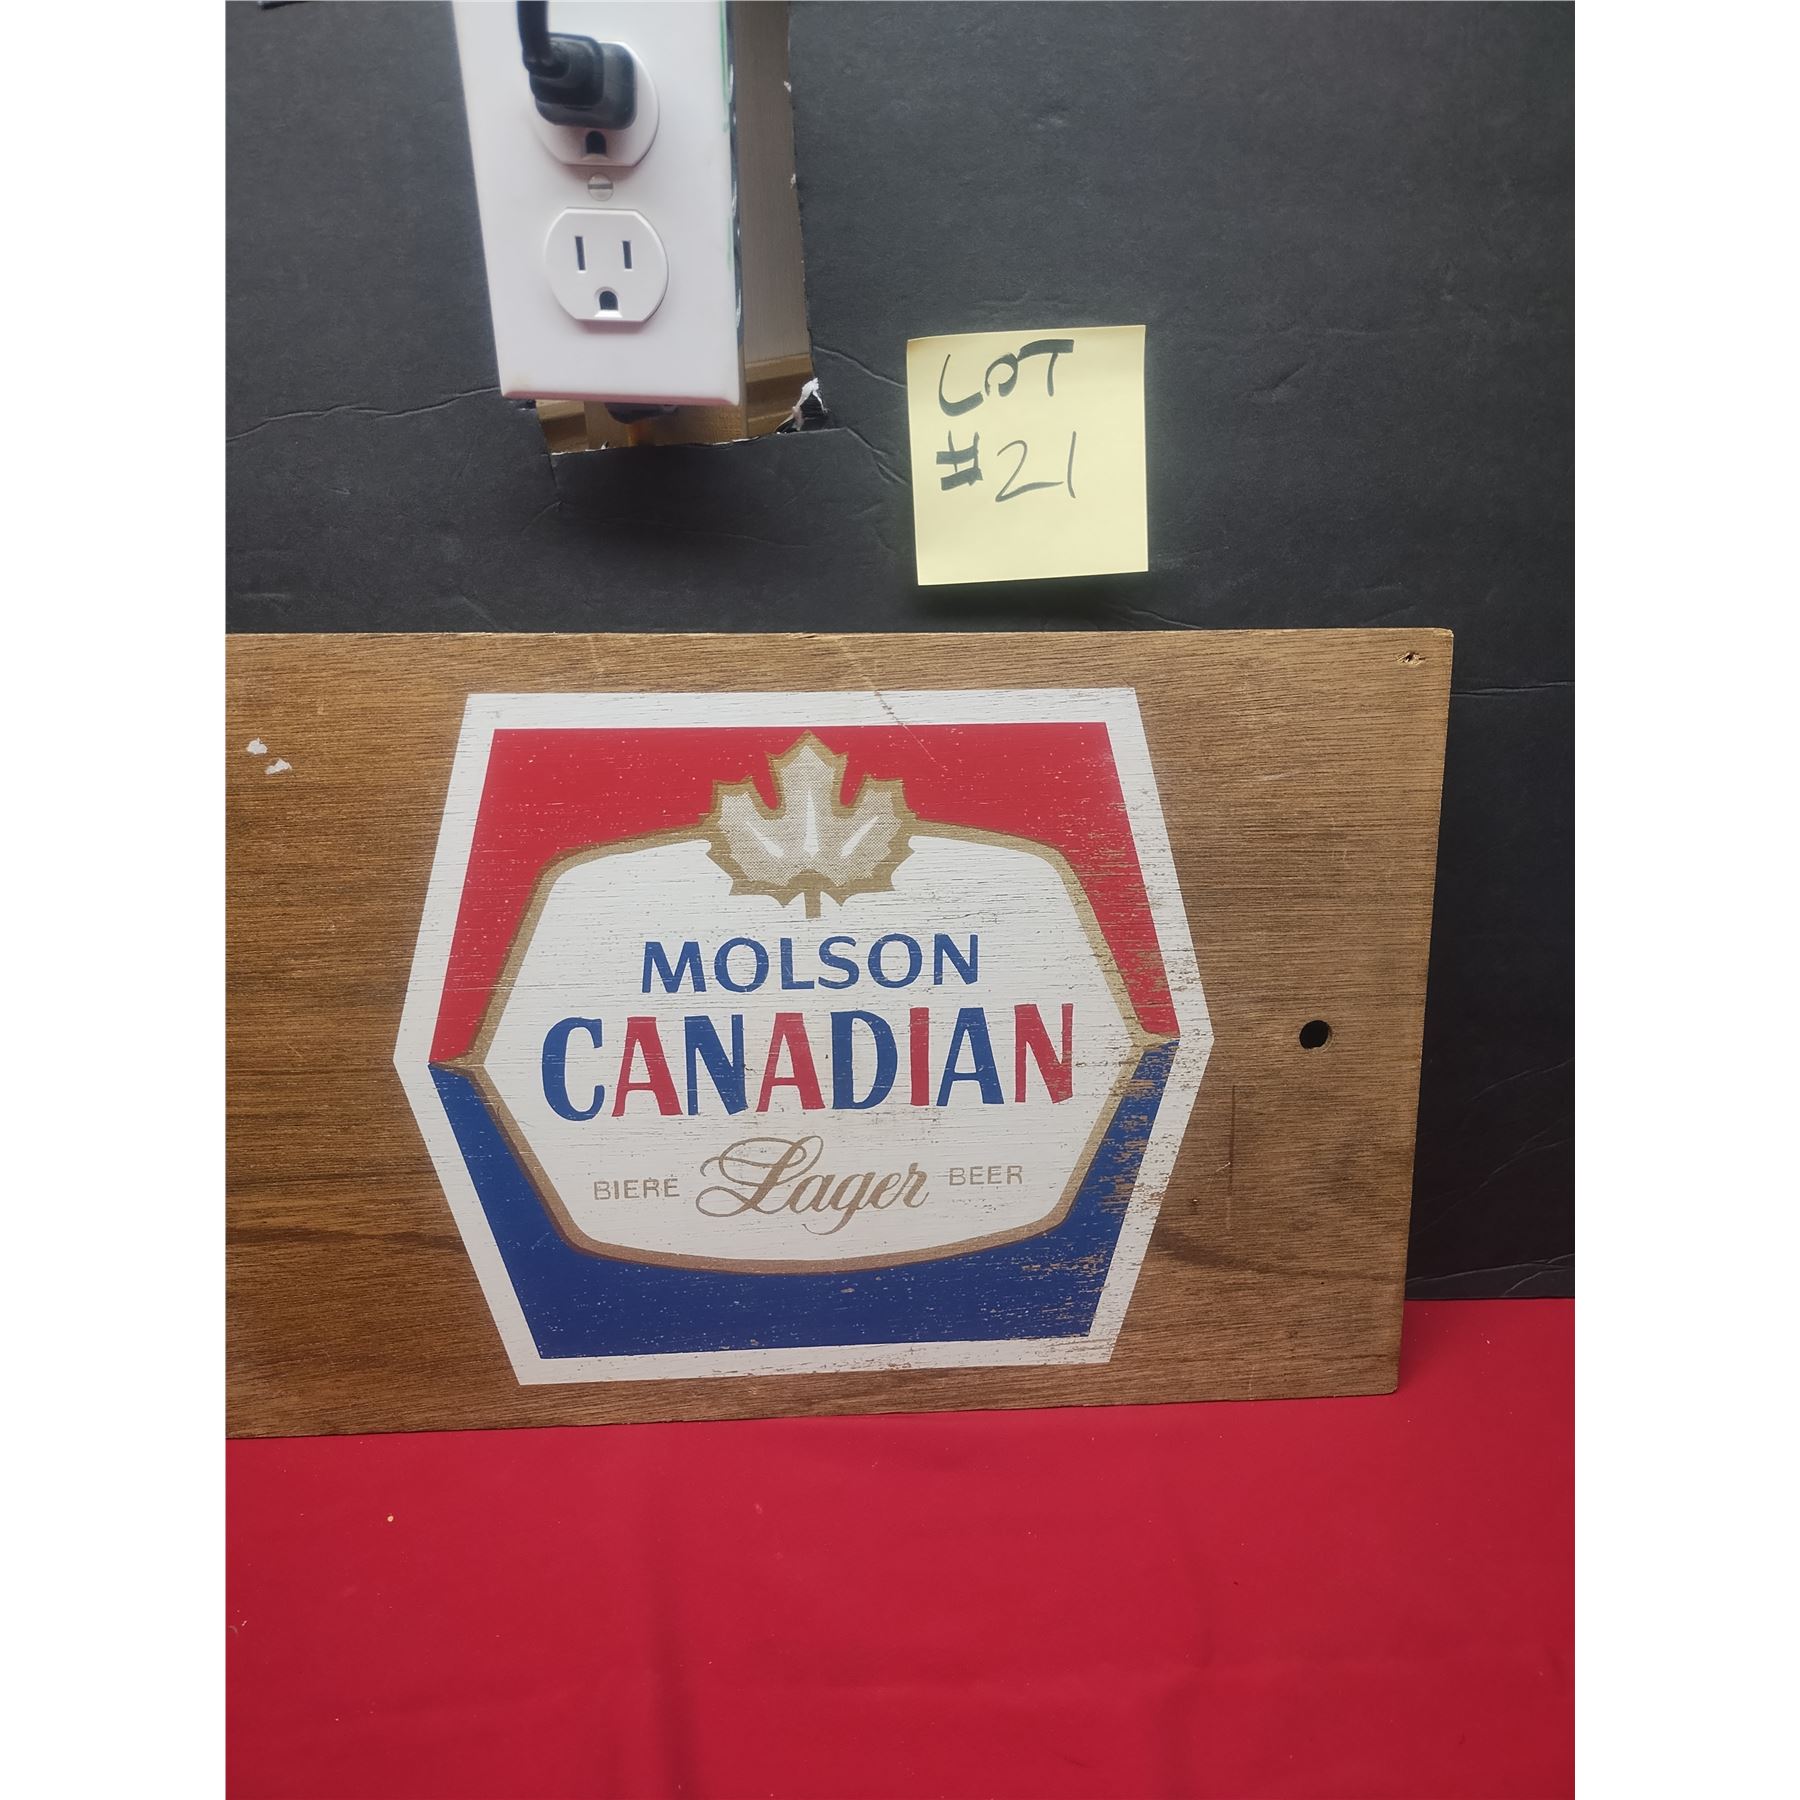 LOT
#21
MOLSON
CANADIAN
BIERE Lager BEER